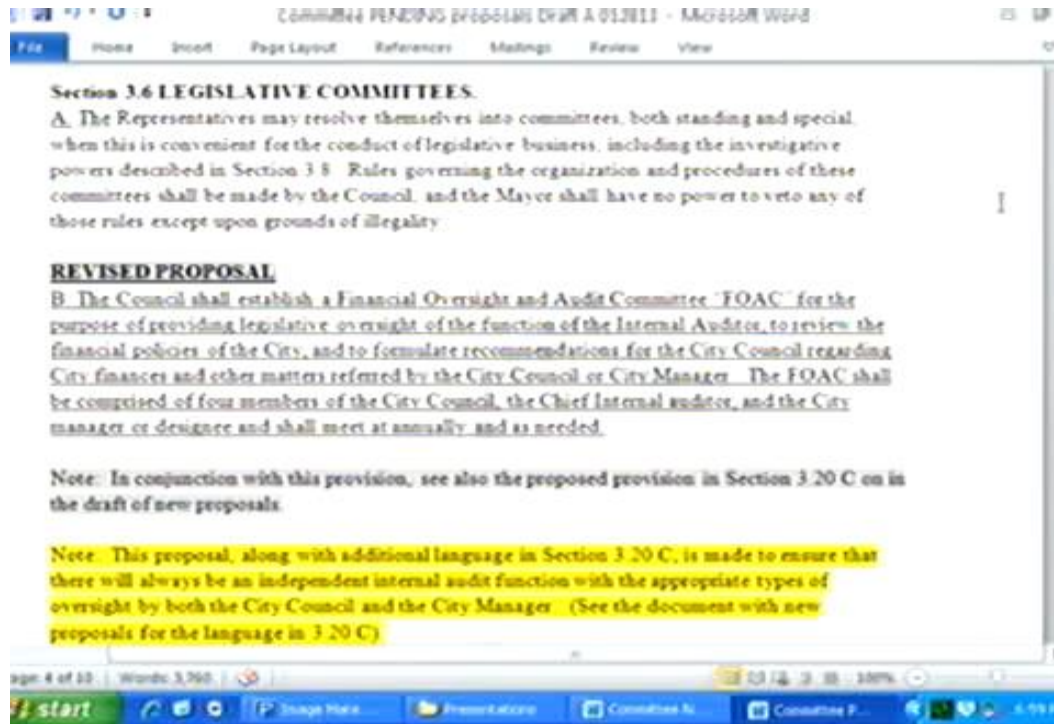 Committee PENDING proposals Draft A 012811 - Microsoft Word
File Home Insert Page Layout References Mailings Review View
Section 3.6 LEGISLATIVE COMMITTEES.
A. The Representatives may resolve themselves into committees, both standing and special,
when this is convenient for the conduct of legislative business, including the investigative
powers described in Section 3.8. Rules governing the organization and procedures of these
committees shall be made by the Council, and the Mayor shall have no power to veto any of
those rules except upon grounds of illegality.
REVISED PROPOSAL
B. The Council shall establish a Financial Oversight and Audit Committee "FOAC" for the
purpose of providing legislative oversight of the function of the Internal Auditor, to review the
financial policies of the City, and to formulate recommendations for the City Council regarding
City finances and other matters referred by the City Council or City Manager. The FOAC shall
be comprised of four members of the City Council, the Chief Internal auditor, and the City
manager or designee and shall meet at annually and as needed.
Note: In conjunction with this provision, see also the proposed provision in Section 3.20 C on in
the draft of new proposals.
Note: This proposal, along with additional language in Section 3.20 C, is made to ensure that
there will always be an independent internal audit function with the appropriate types of
oversight by both the City Council and the City Manager. (See the document with new
proposals for the language in 3.20 C)
Page: 4 of 10 Words: 3,760 100%
start Image Mate... Presentations Committee N... Committee P...